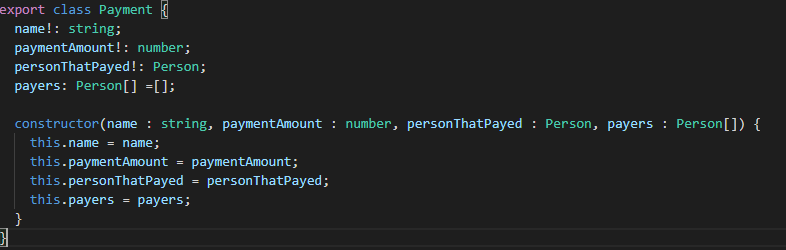 export class Payment {
name!: string;
paymentAmount!: number;
personThatPayed!: Person;
payers: Person[] =[];
constructor(name : string, paymentAmount : number, personThatPayed : Person, payers : Person[]) {
this.name = name;
this.paymentAmount = paymentAmount;
this.personThatPayed = personThatPayed;
this.payers = payers;
}
}